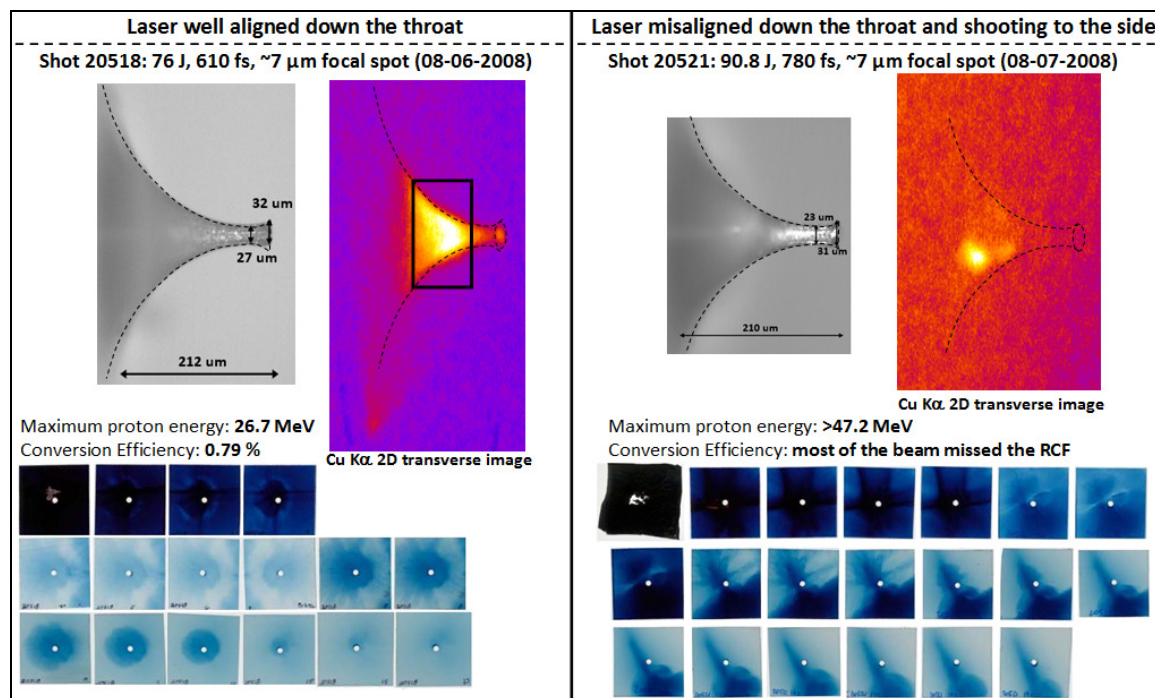 Laser well aligned down the throat
Shot 20518: 76 J, 610 fs, ~7 µm focal spot (08-06-2008)
32 um
27 um
212 um
Maximum proton energy: 26.7 MeV
Conversion Efficiency: 0.79 %
Cu Kα 2D transverse image
Laser misaligned down the throat and shooting to the side
Shot 20521: 90.8 J, 780 fs, ~7 µm focal spot (08-07-2008)
23 um
31 um
210 um
Cu Kα 2D transverse image
Maximum proton energy: >47.2 MeV
Conversion Efficiency: most of the beam missed the RCF